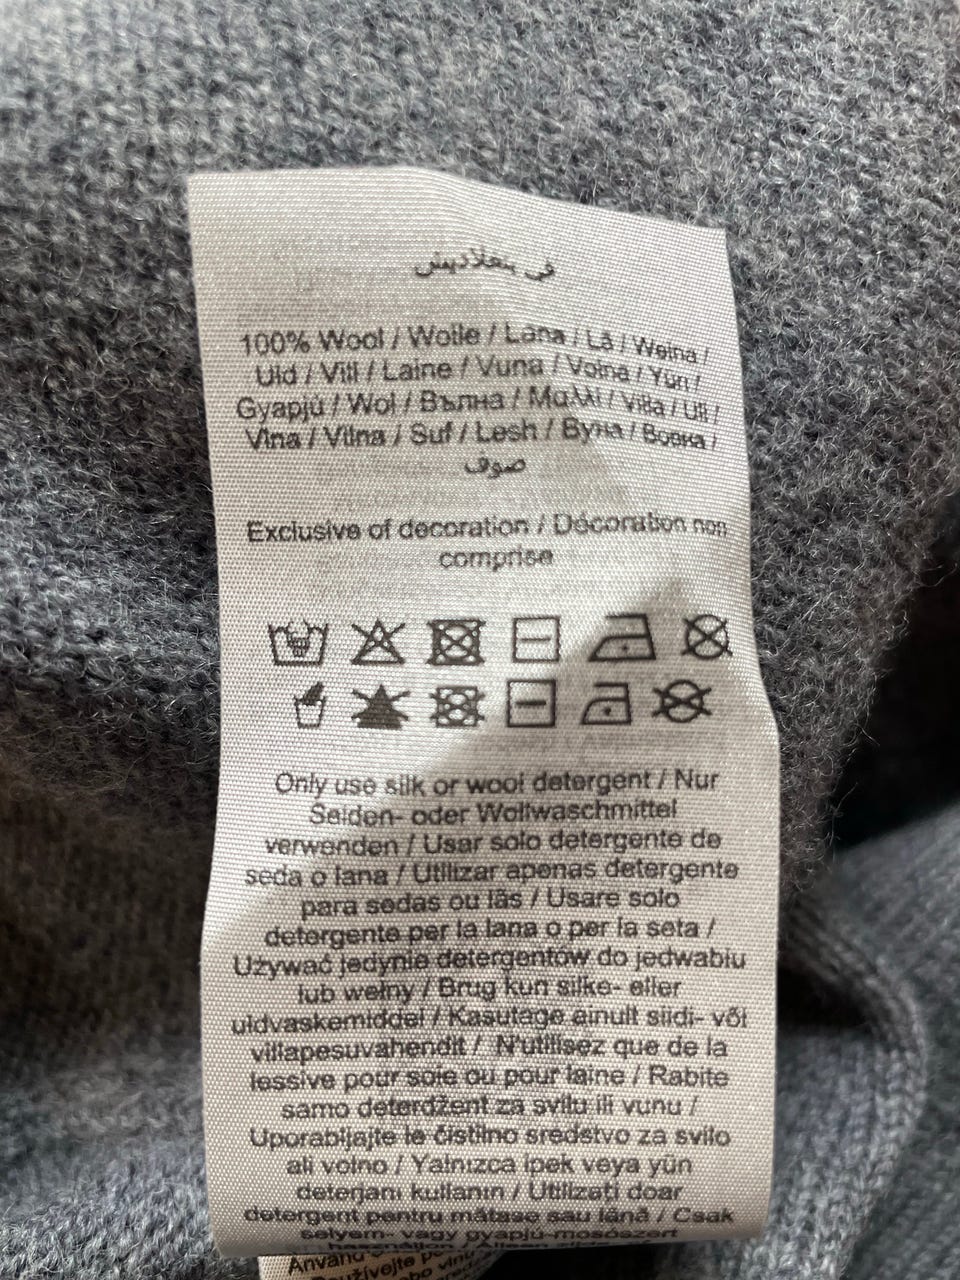 في بنغلاديش
100% Wool / Wolle / Lana / Lã / Wełna /
Uld / Vill / Laine / Vuna / Volna / Yün /
Gyapjú / Wol / Вълна / Μαλλί / Villa / Ull /
Vlna / Vilna / Suf / Lesh / Вуна / Вовна /
صوف
Exclusive of decoration / Décoration non
comprise
Only use silk or wool detergent / Nur
Seiden- oder Wollwaschmittel
verwenden / Usar solo detergente de
seda o lana / Utilizar apenas detergente
para sedas ou lãs / Usare solo
detergente per la lana o per la seta /
Używać jedynie detergentów do jedwabiu
lub wełny / Brug kun silke- eller
uldvaskemiddel / Kasutage ainult siidi- või
villapesuvahendit / N'utilisez que de la
lessive pour soie ou pour laine / Rabite
samo deterdžent za svilu ili vunu /
Uporabljajte le čistilno sredstvo za svilo
ali volno / Yalnızca ipek veya yün
deterjanı kullanın / Utilizați doar
detergent pentru mătase sau lână / Csak
selyem- vagy gyapjú-mosószert
használjon /